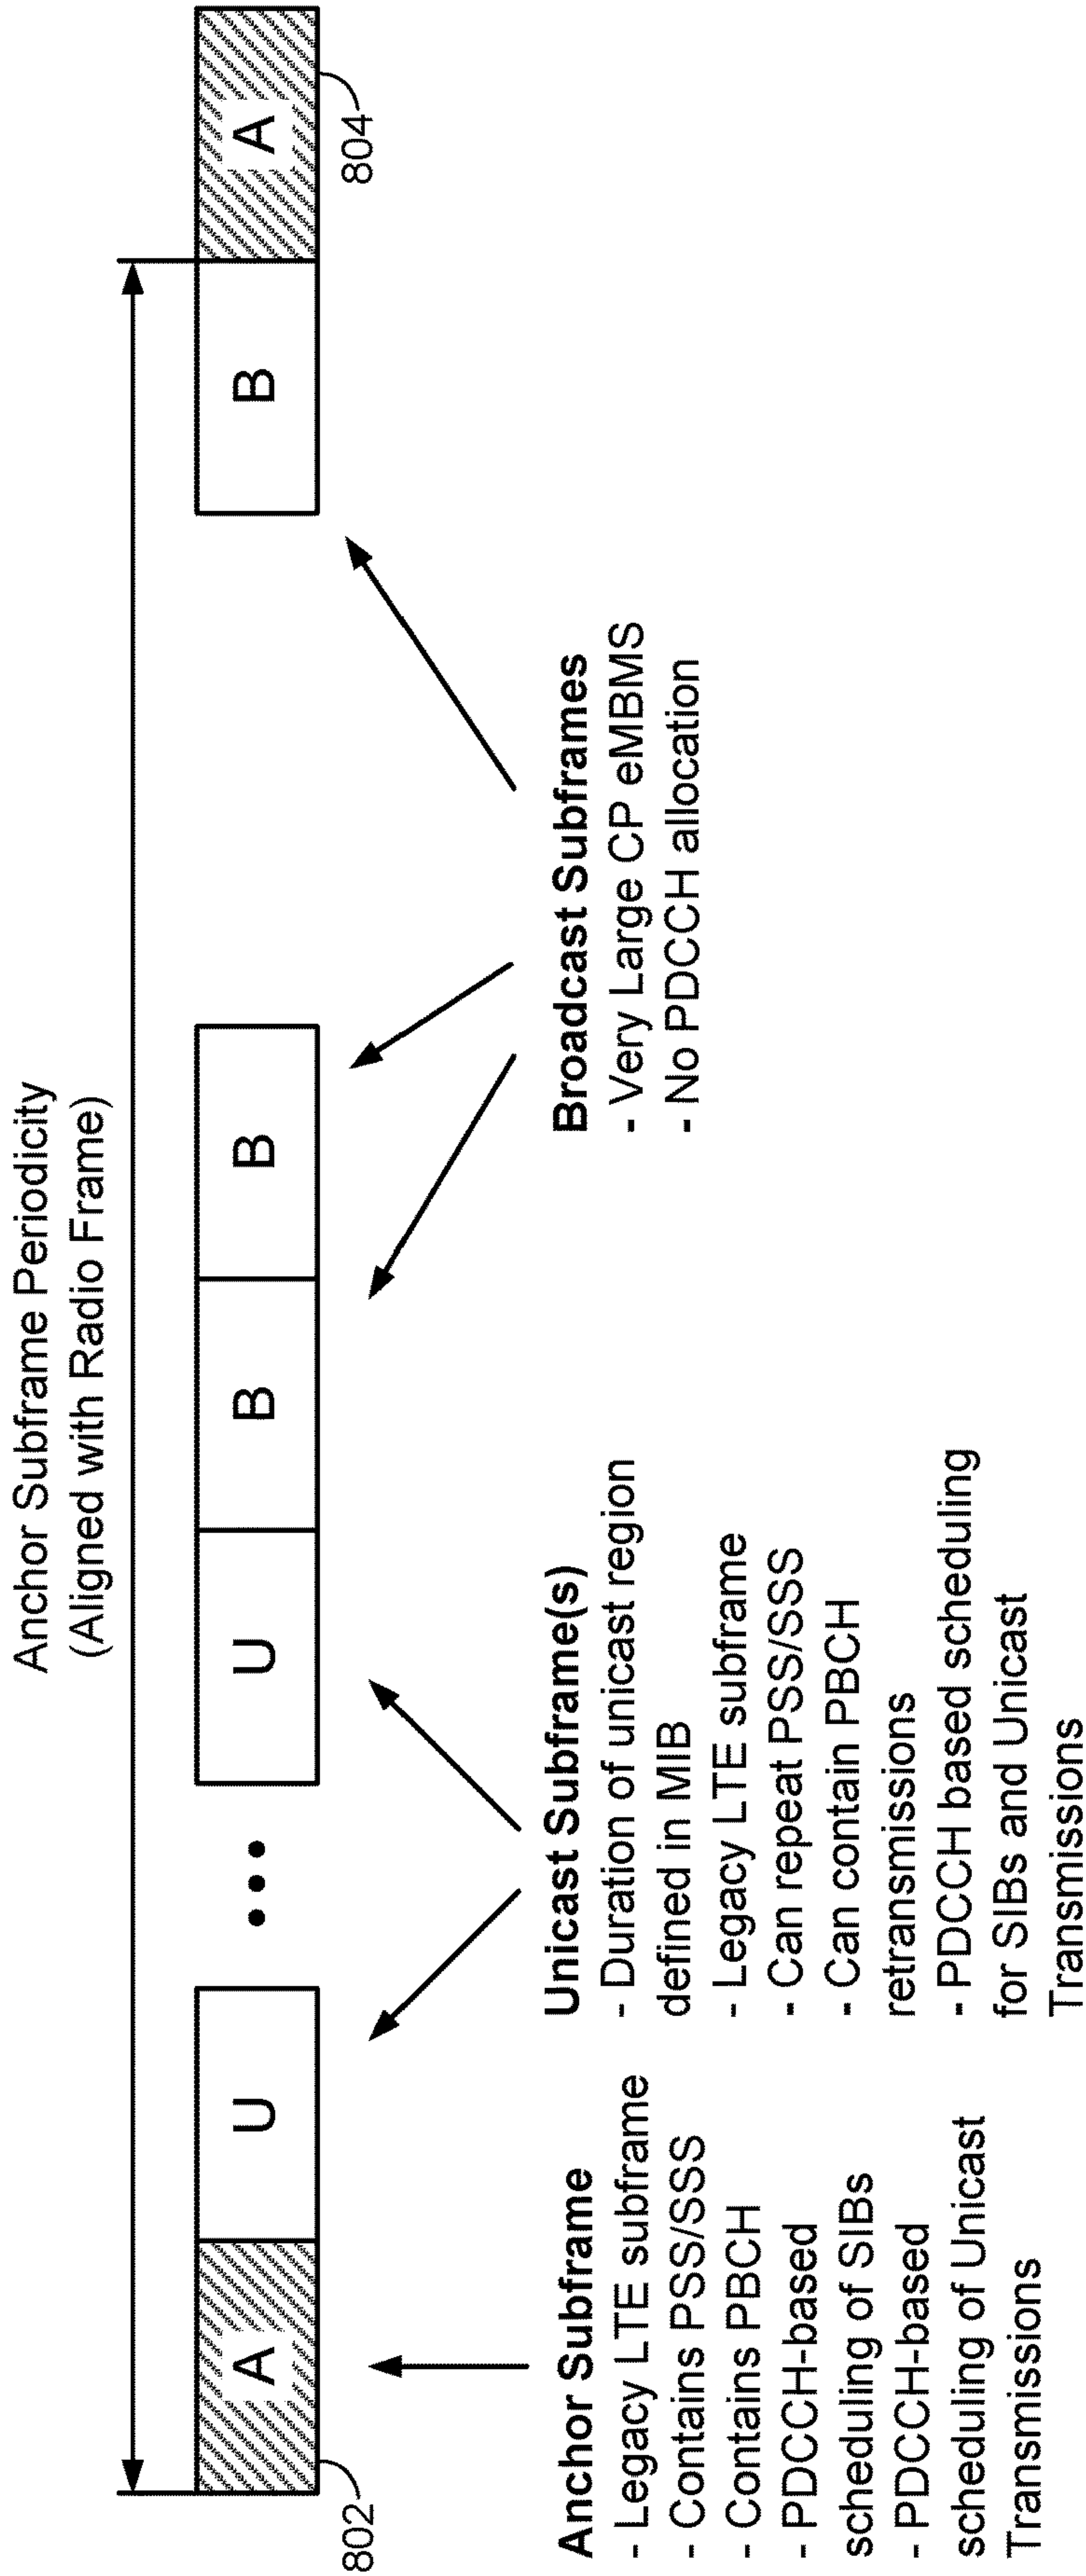 Anchor Subframe Periodicity
(Aligned with Radio Frame)
A
U
•••
U
B
B
B
A
802
804
Anchor Subframe
- Legacy LTE subframe
- Contains PSS/SSS
- Contains PBCH
- PDCCH-based
scheduling of SIBs
- PDCCH-based
scheduling of Unicast
Transmissions
Unicast Subframe(s)
- Duration of unicast region
defined in MIB
- Legacy LTE subframe
- Can repeat PSS/SSS
- Can contain PBCH
retransmissions
- PDCCH based scheduling
for SIBs and Unicast
Transmissions
Broadcast Subframes
- Very Large CP eMBMS
- No PDCCH allocation